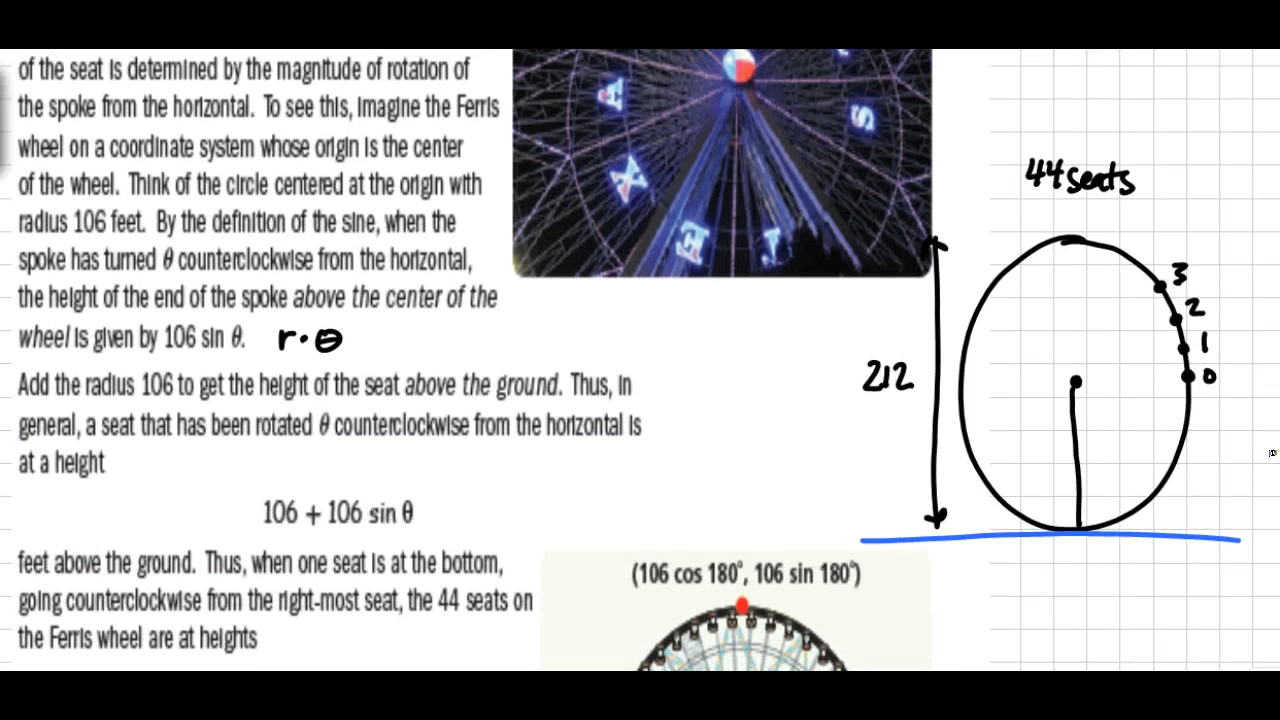 of the seat is determined by the magnitude of rotation of
the spoke from the horizontal. To see this, imagine the Ferris
wheel on a coordinate system whose origin is the center
of the wheel. Think of the circle centered at the origin with
radius 106 feet. By the definition of the sine, when the
spoke has turned θ counterclockwise from the horizontal,
the height of the end of the spoke above the center of the
wheel is given by 106 sin θ. r·θ
Add the radius 106 to get the height of the seat above the ground. Thus, in
general, a seat that has been rotated θ counterclockwise from the horizontal is
at a height
106 + 106 sin θ
feet above the ground. Thus, when one seat is at the bottom,
going counterclockwise from the right-most seat, the 44 seats on
the Ferris wheel are at heights
A
X
E
T
S
(106 cos 180°, 106 sin 180°)
44 seats
3
2
1
0
212